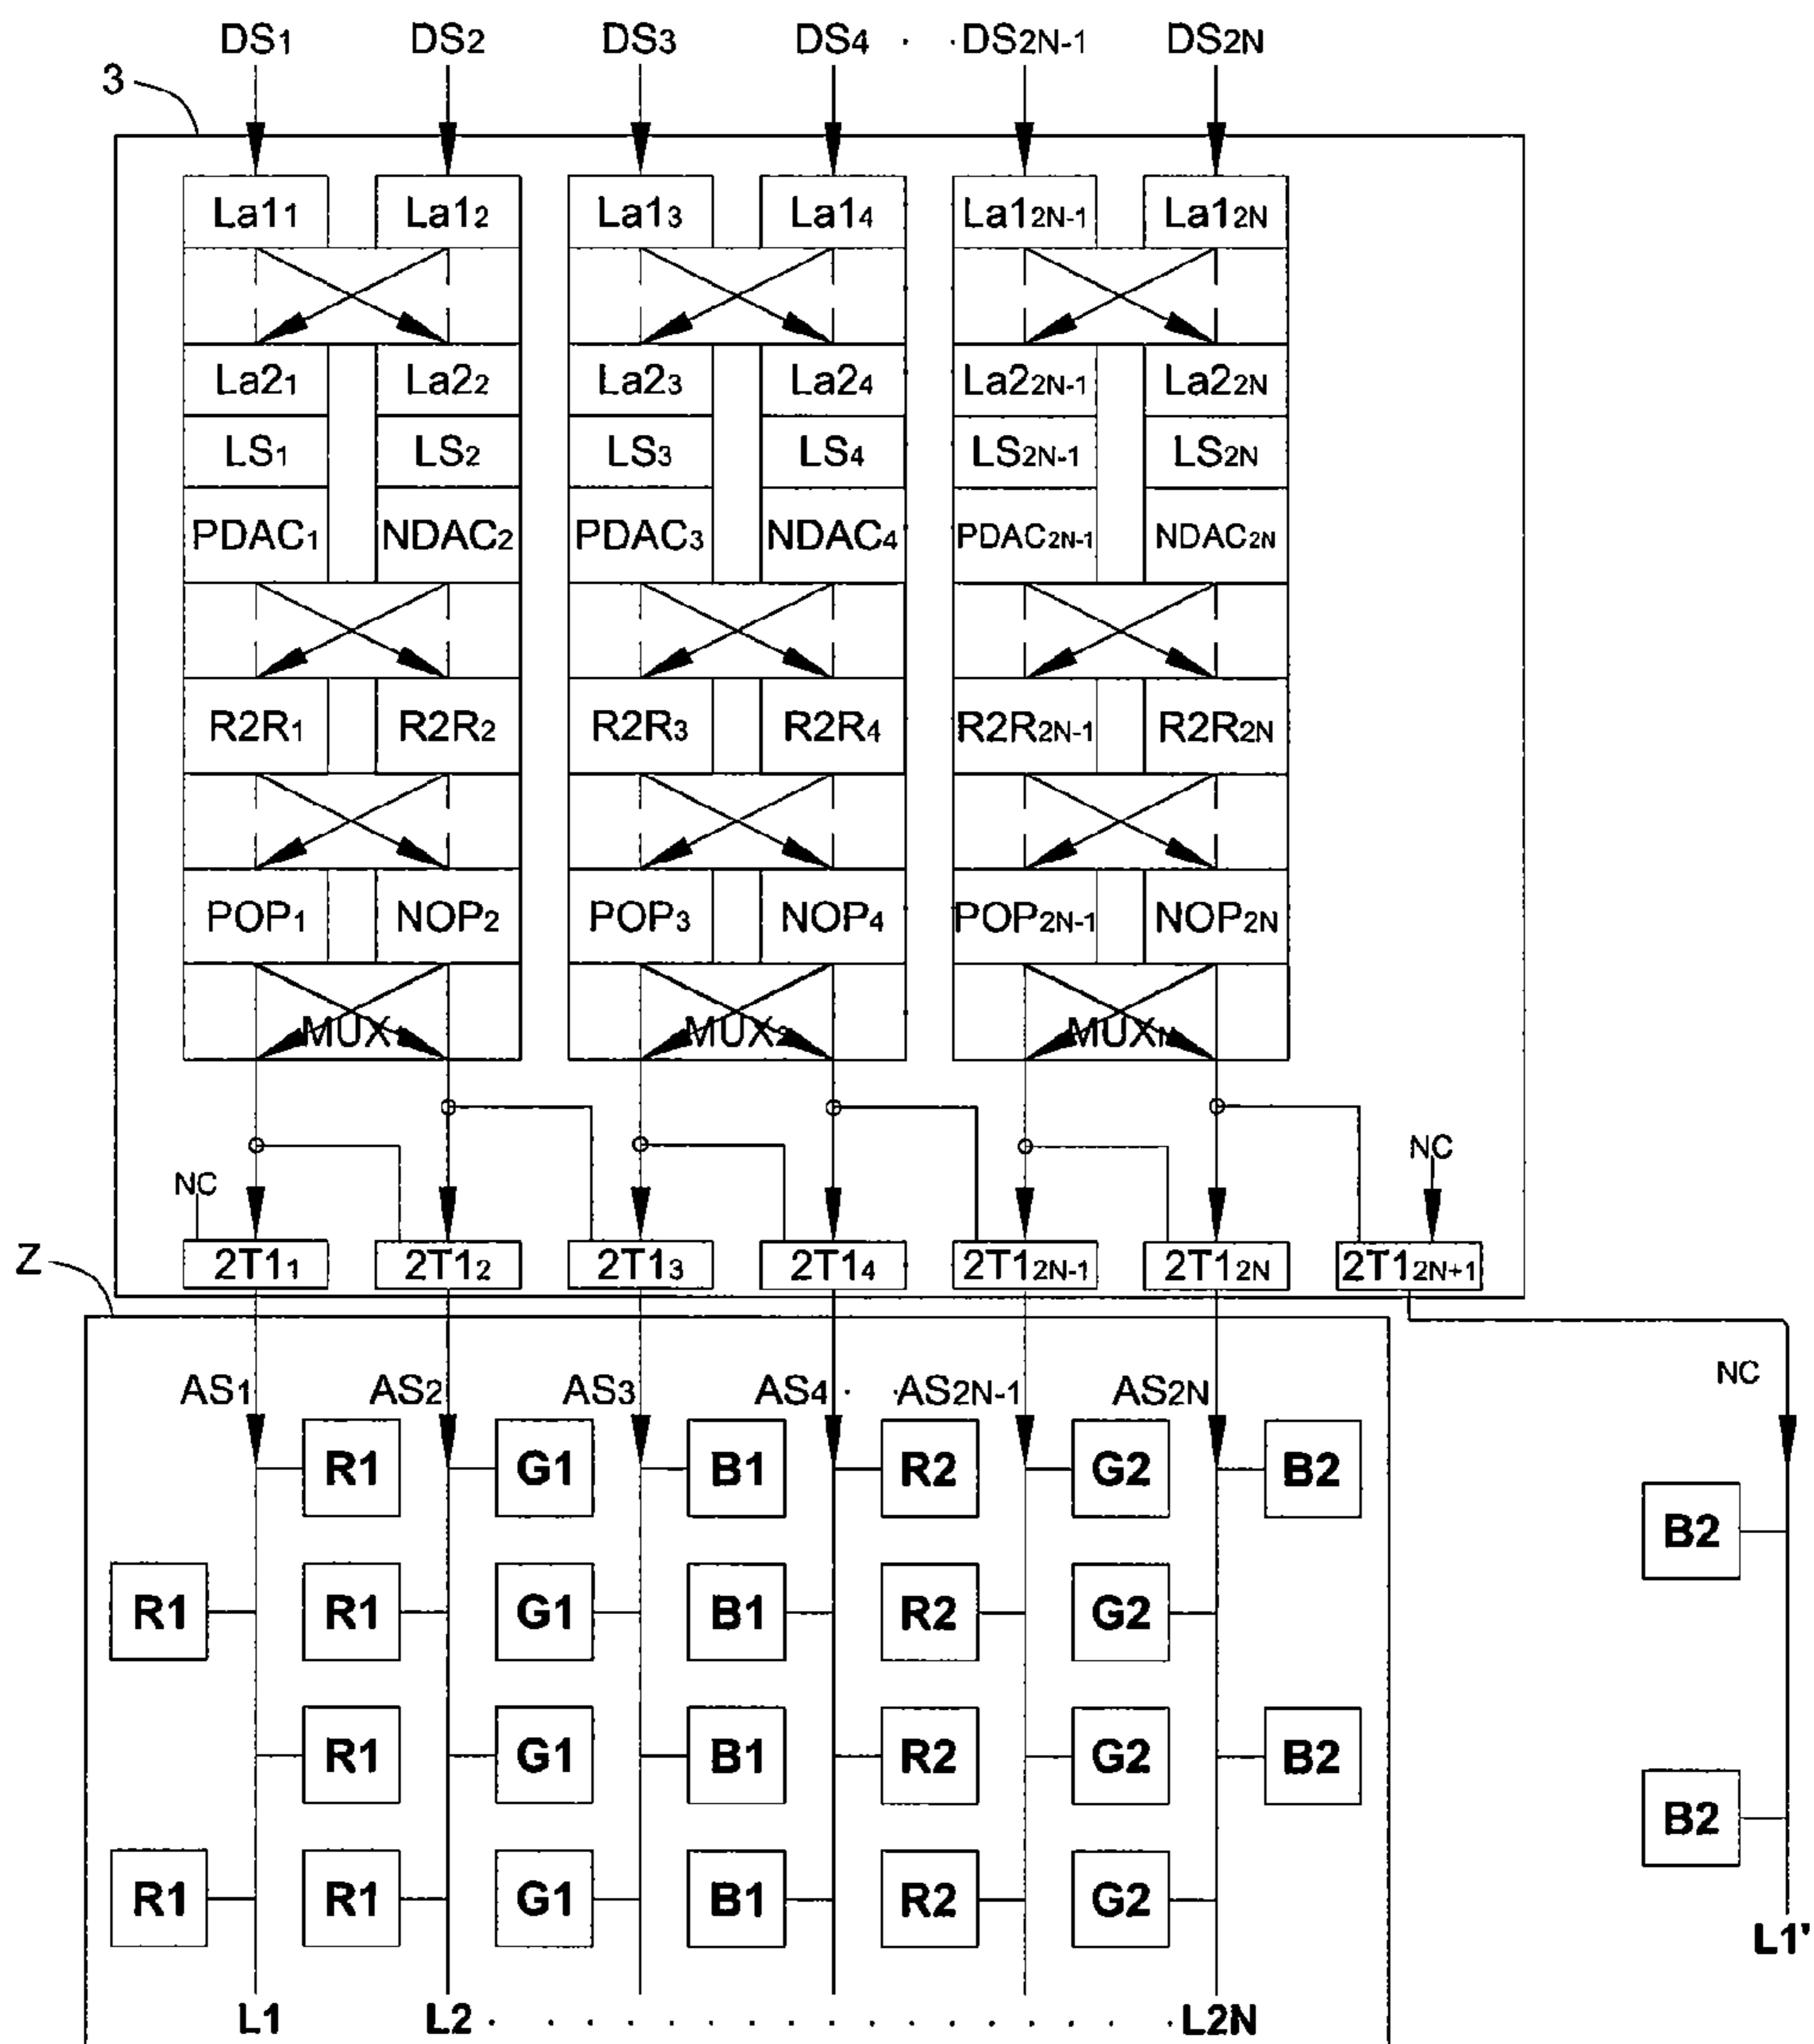 DS1 DS2 DS3 DS4 · · DS2N-1 DS2N
3
La11 La12 La13 La14 La12N-1 La12N
La21 La22 La23 La24 La22N-1 La22N
LS1 LS2 LS3 LS4 LS2N-1 LS2N
PDAC1 NDAC2 PDAC3 NDAC4 PDAC2N-1 NDAC2N
R2R1 R2R2 R2R3 R2R4 R2R2N-1 R2R2N
POP1 NOP2 POP3 NOP4 POP2N-1 NOP2N
MUX MUX2 MUXN
NC NC
Z
2T11 2T12 2T13 2T14 2T12N-1 2T12N 2T12N+1
NC
AS1 AS2 AS3 AS4 · · AS2N-1 AS2N
R1 G1 B1 R2 G2 B2
B2
R1 R1 G1 B1 R2 G2
R1 G1 B1 R2 G2 B2
B2
R1 R1 G1 B1 R2 G2
L1'
L1 L2 · · · · · · · · · · · · · · L2N